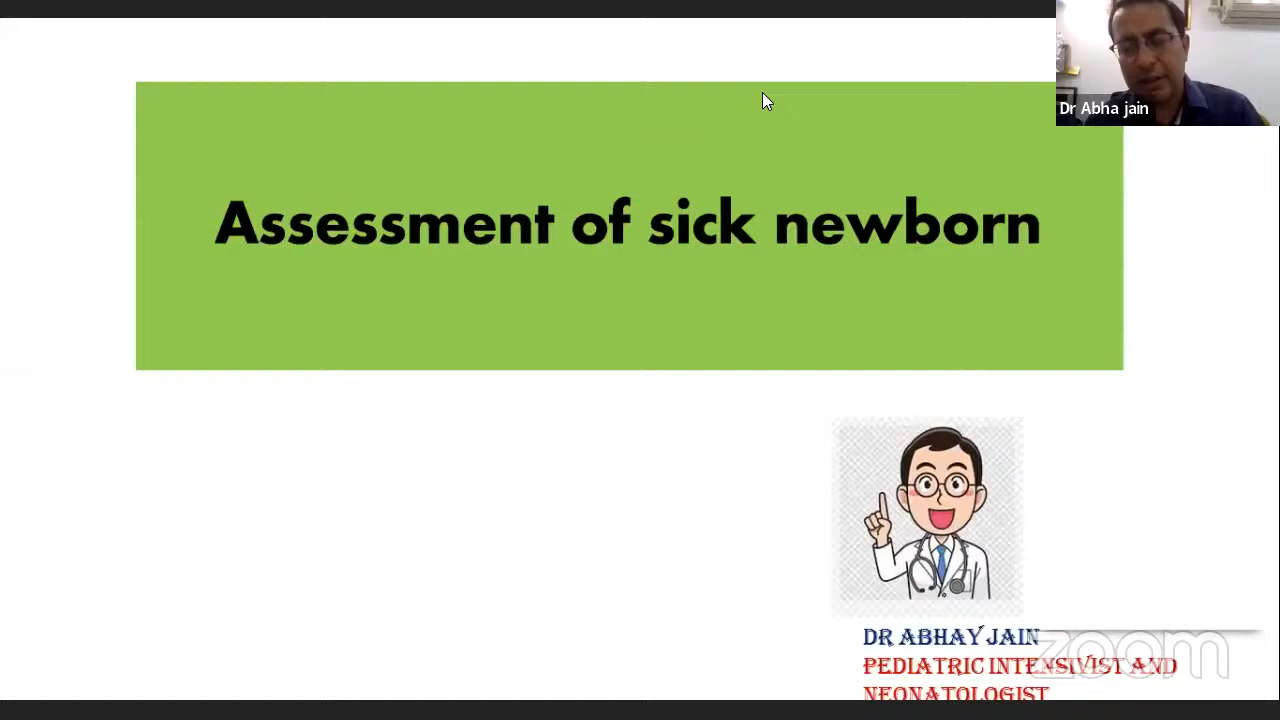 Dr Abha jain
Assessment of sick newborn
DR ABHAY JAIN
PEDIATRIC INTENSIVIST AND
NEONATOLOGIST
zoom